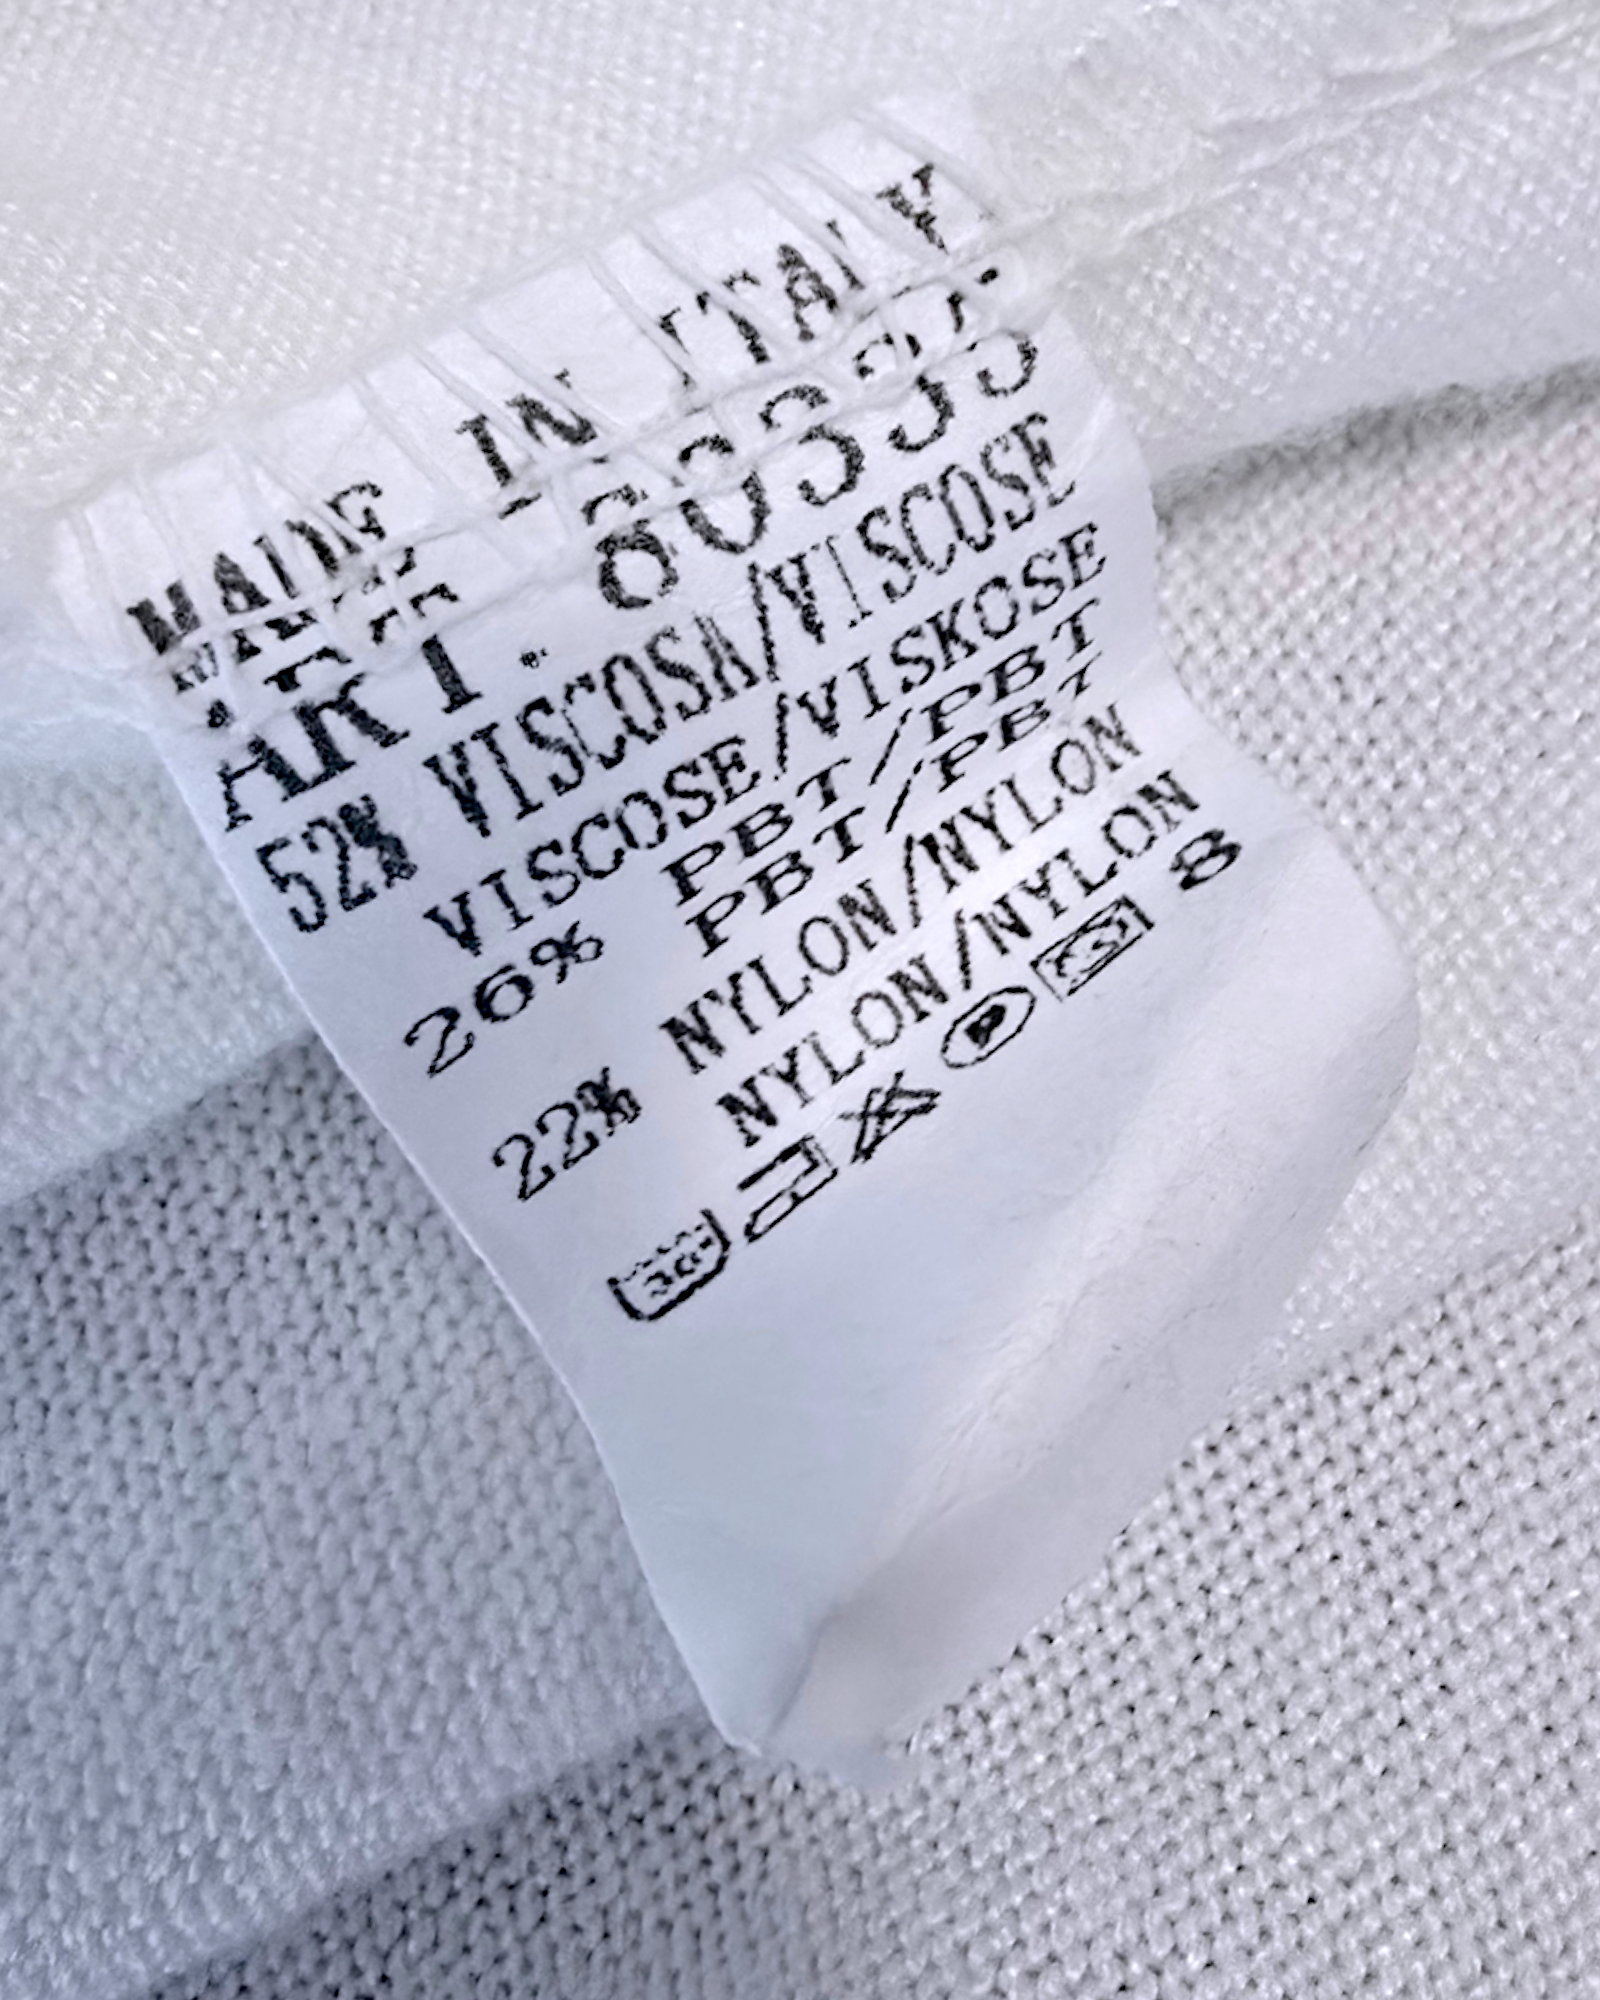 MADE IN ITALY
ART. 80335
52% VISCOSA/VISCOSE
VISCOSE/VISKOSE
26% PBT/PBT
PBT/PBT
22% NYLON/NYLON
NYLON/NYLON
30° P 8